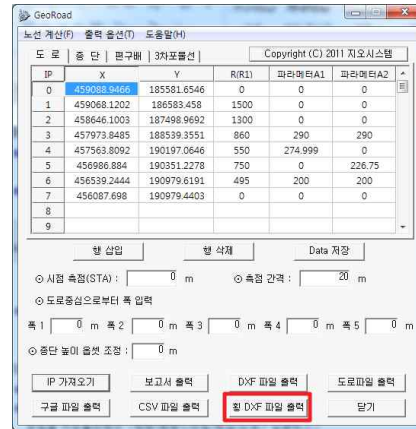 GeoRoad
노선 계산(F) 출력 옵션(T) 도움말(H)
도 로 종 단 편구배 3차포물선 Copyright (C) 2011 지오시스템
IP X Y R(R1) 파라메터A1 파라메터A2
0 459088.9466 185581.6546 0 0 0
1 459068.1202 186583.458 1500 0 0
2 458646.1003 187498.9692 1300 0 0
3 457973.8485 188539.3551 860 290 290
4 457563.8092 190197.0646 550 274.999 0
5 456986.884 190351.2278 750 0 226.75
6 456539.2444 190979.6191 495 200 200
7 456087.698 190979.4403 0 0 0
8
9
행 삽입 행 삭제 Data 저장
⊙ 시점 측점(STA) : 0 m ⊙ 측점 간격 : 20 m
⊙ 도로중심으로부터 폭 입력
폭 1 0 m 폭 2 0 m 폭 3 0 m 폭 4 0 m 폭 5 0 m
⊙ 종단 높이 옵셋 조정 : 0 m
IP 가져오기 보고서 출력 DXF 파일 출력 도로파일 출력
구글 파일 출력 CSV 파일 출력 횡 DXF 파일 출력 닫기